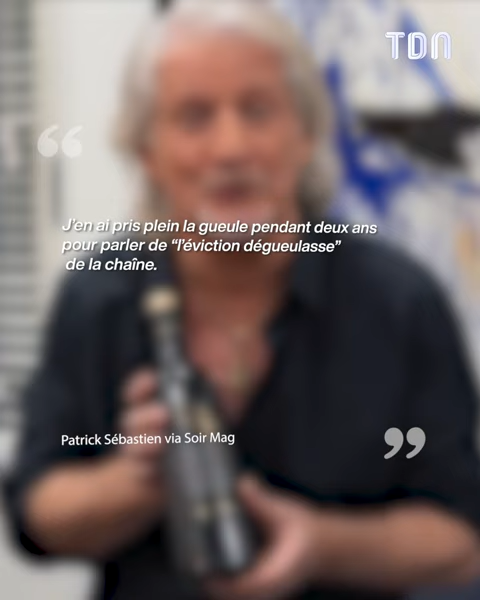 TDN
“
J'en ai pris plein la gueule pendant deux ans
pour parler de “l'éviction dégueulasse”
de la chaîne.
Patrick Sébastien via Soir Mag
”